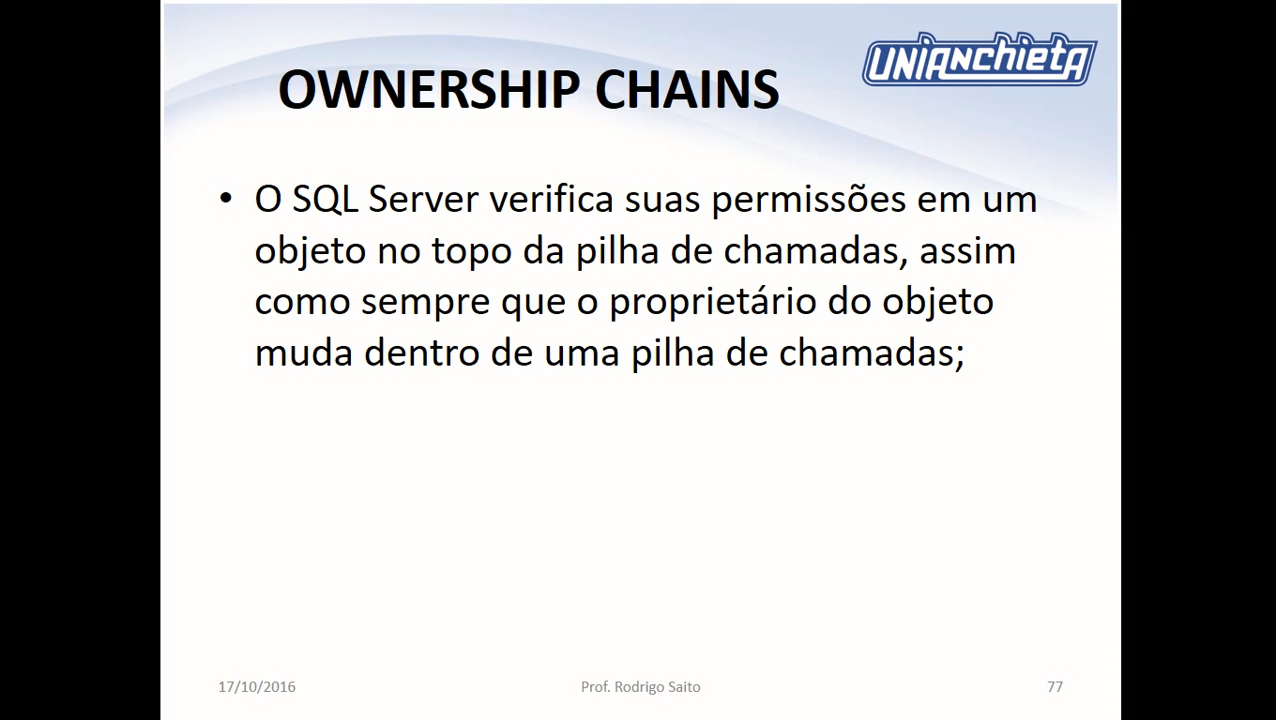 UNIANCHIETA
OWNERSHIP CHAINS
• O SQL Server verifica suas permissões em um
objeto no topo da pilha de chamadas, assim
como sempre que o proprietário do objeto
muda dentro de uma pilha de chamadas;
17/10/2016
Prof. Rodrigo Saito
77